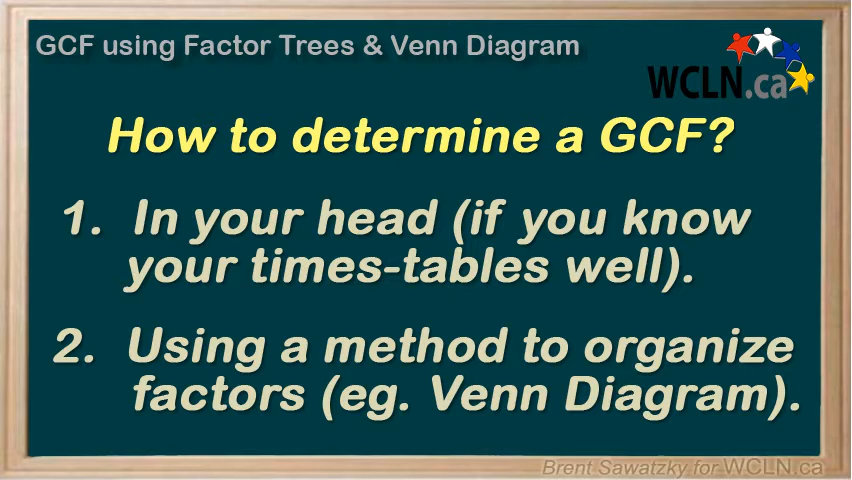 GCF using Factor Trees & Venn Diagram
WCLN.ca
How to determine a GCF?
1. In your head (if you know
your times-tables well).
2. Using a method to organize
factors (eg. Venn Diagram).
Brent Sawatzky for WCLN.ca